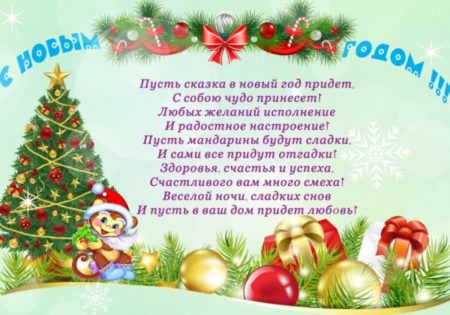 С НОВЫМ ГОДОМ !!!
Пусть сказка в новый год придет,
С собою чудо принесет!
Любых желаний исполнение
И радостное настроение!
Пусть мандарины будут сладки,
И сами все придут отгадки!
Здоровья, счастья и успеха,
Счастливого вам много смеха!
Веселой ночи, сладких снов
И пусть в ваш дом придет любовь!